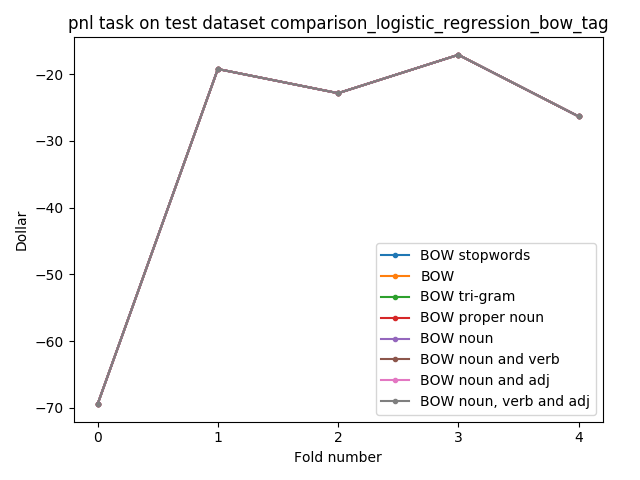 pnl task on test dataset comparison_logistic_regression_bow_tag
−20
−30
−40
−50
−60
−70
Dollar
BOW stopwords
BOW
BOW tri-gram
BOW proper noun
BOW noun
BOW noun and verb
BOW noun and adj
BOW noun, verb and adj
0 1 2 3 4
Fold number